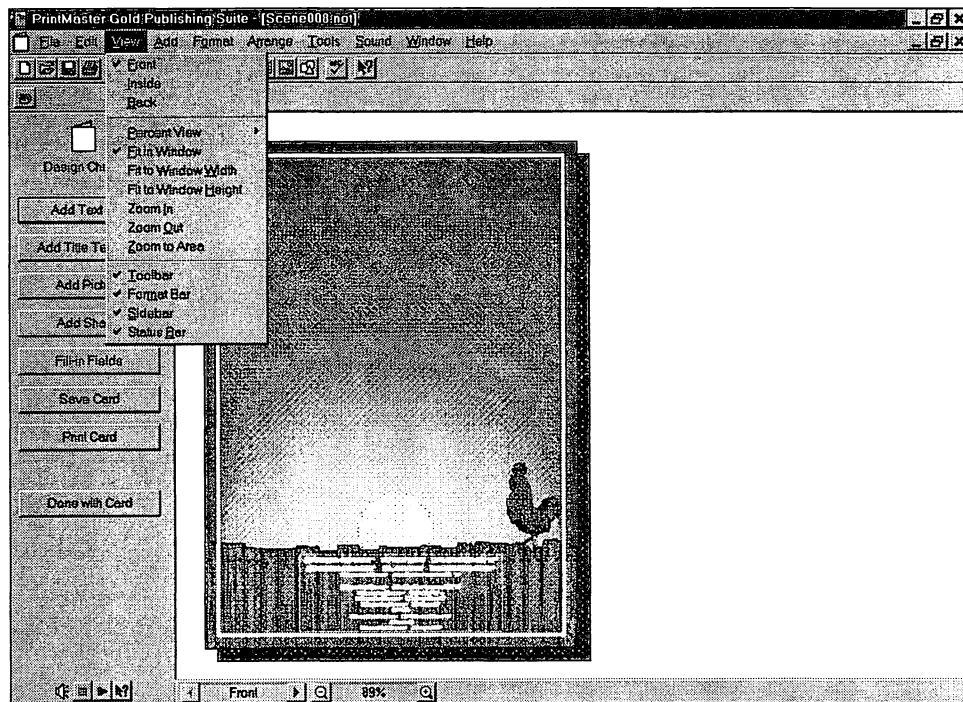 PrintMaster Gold Publishing Suite - [Scene008.not]
File Edit View Add Format Arrange Tools Sound Window Help
Front
Inside
Back
Percent View
Fit in Window
Fit to Window Width
Fit to Window Height
Zoom In
Zoom Out
Zoom to Area
Toolbar
Format Bar
Sidebar
Status Bar
Design Ch
Add Text
Add Title Te
Add Pict
Add Sha
Fill-in Fields
Save Card
Print Card
Done with Card
Front 89%